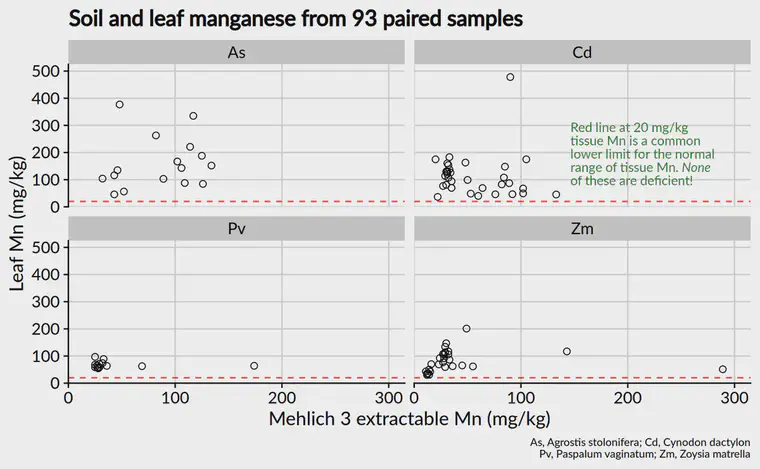 Soil and leaf manganese from 93 paired samples
As
Cd
500
400
300
200
100
0
Red line at 20 mg/kg
tissue Mn is a common
lower limit for the normal
range of tissue Mn. None
of these are deficient!
Pv
Zm
500
400
300
200
100
0
0
100
200
300
0
100
200
300
Leaf Mn (mg/kg)
Mehlich 3 extractable Mn (mg/kg)
As, Agrostis stolonifera; Cd, Cynodon dactylon
Pv, Paspalum vaginatum; Zm, Zoysia matrella